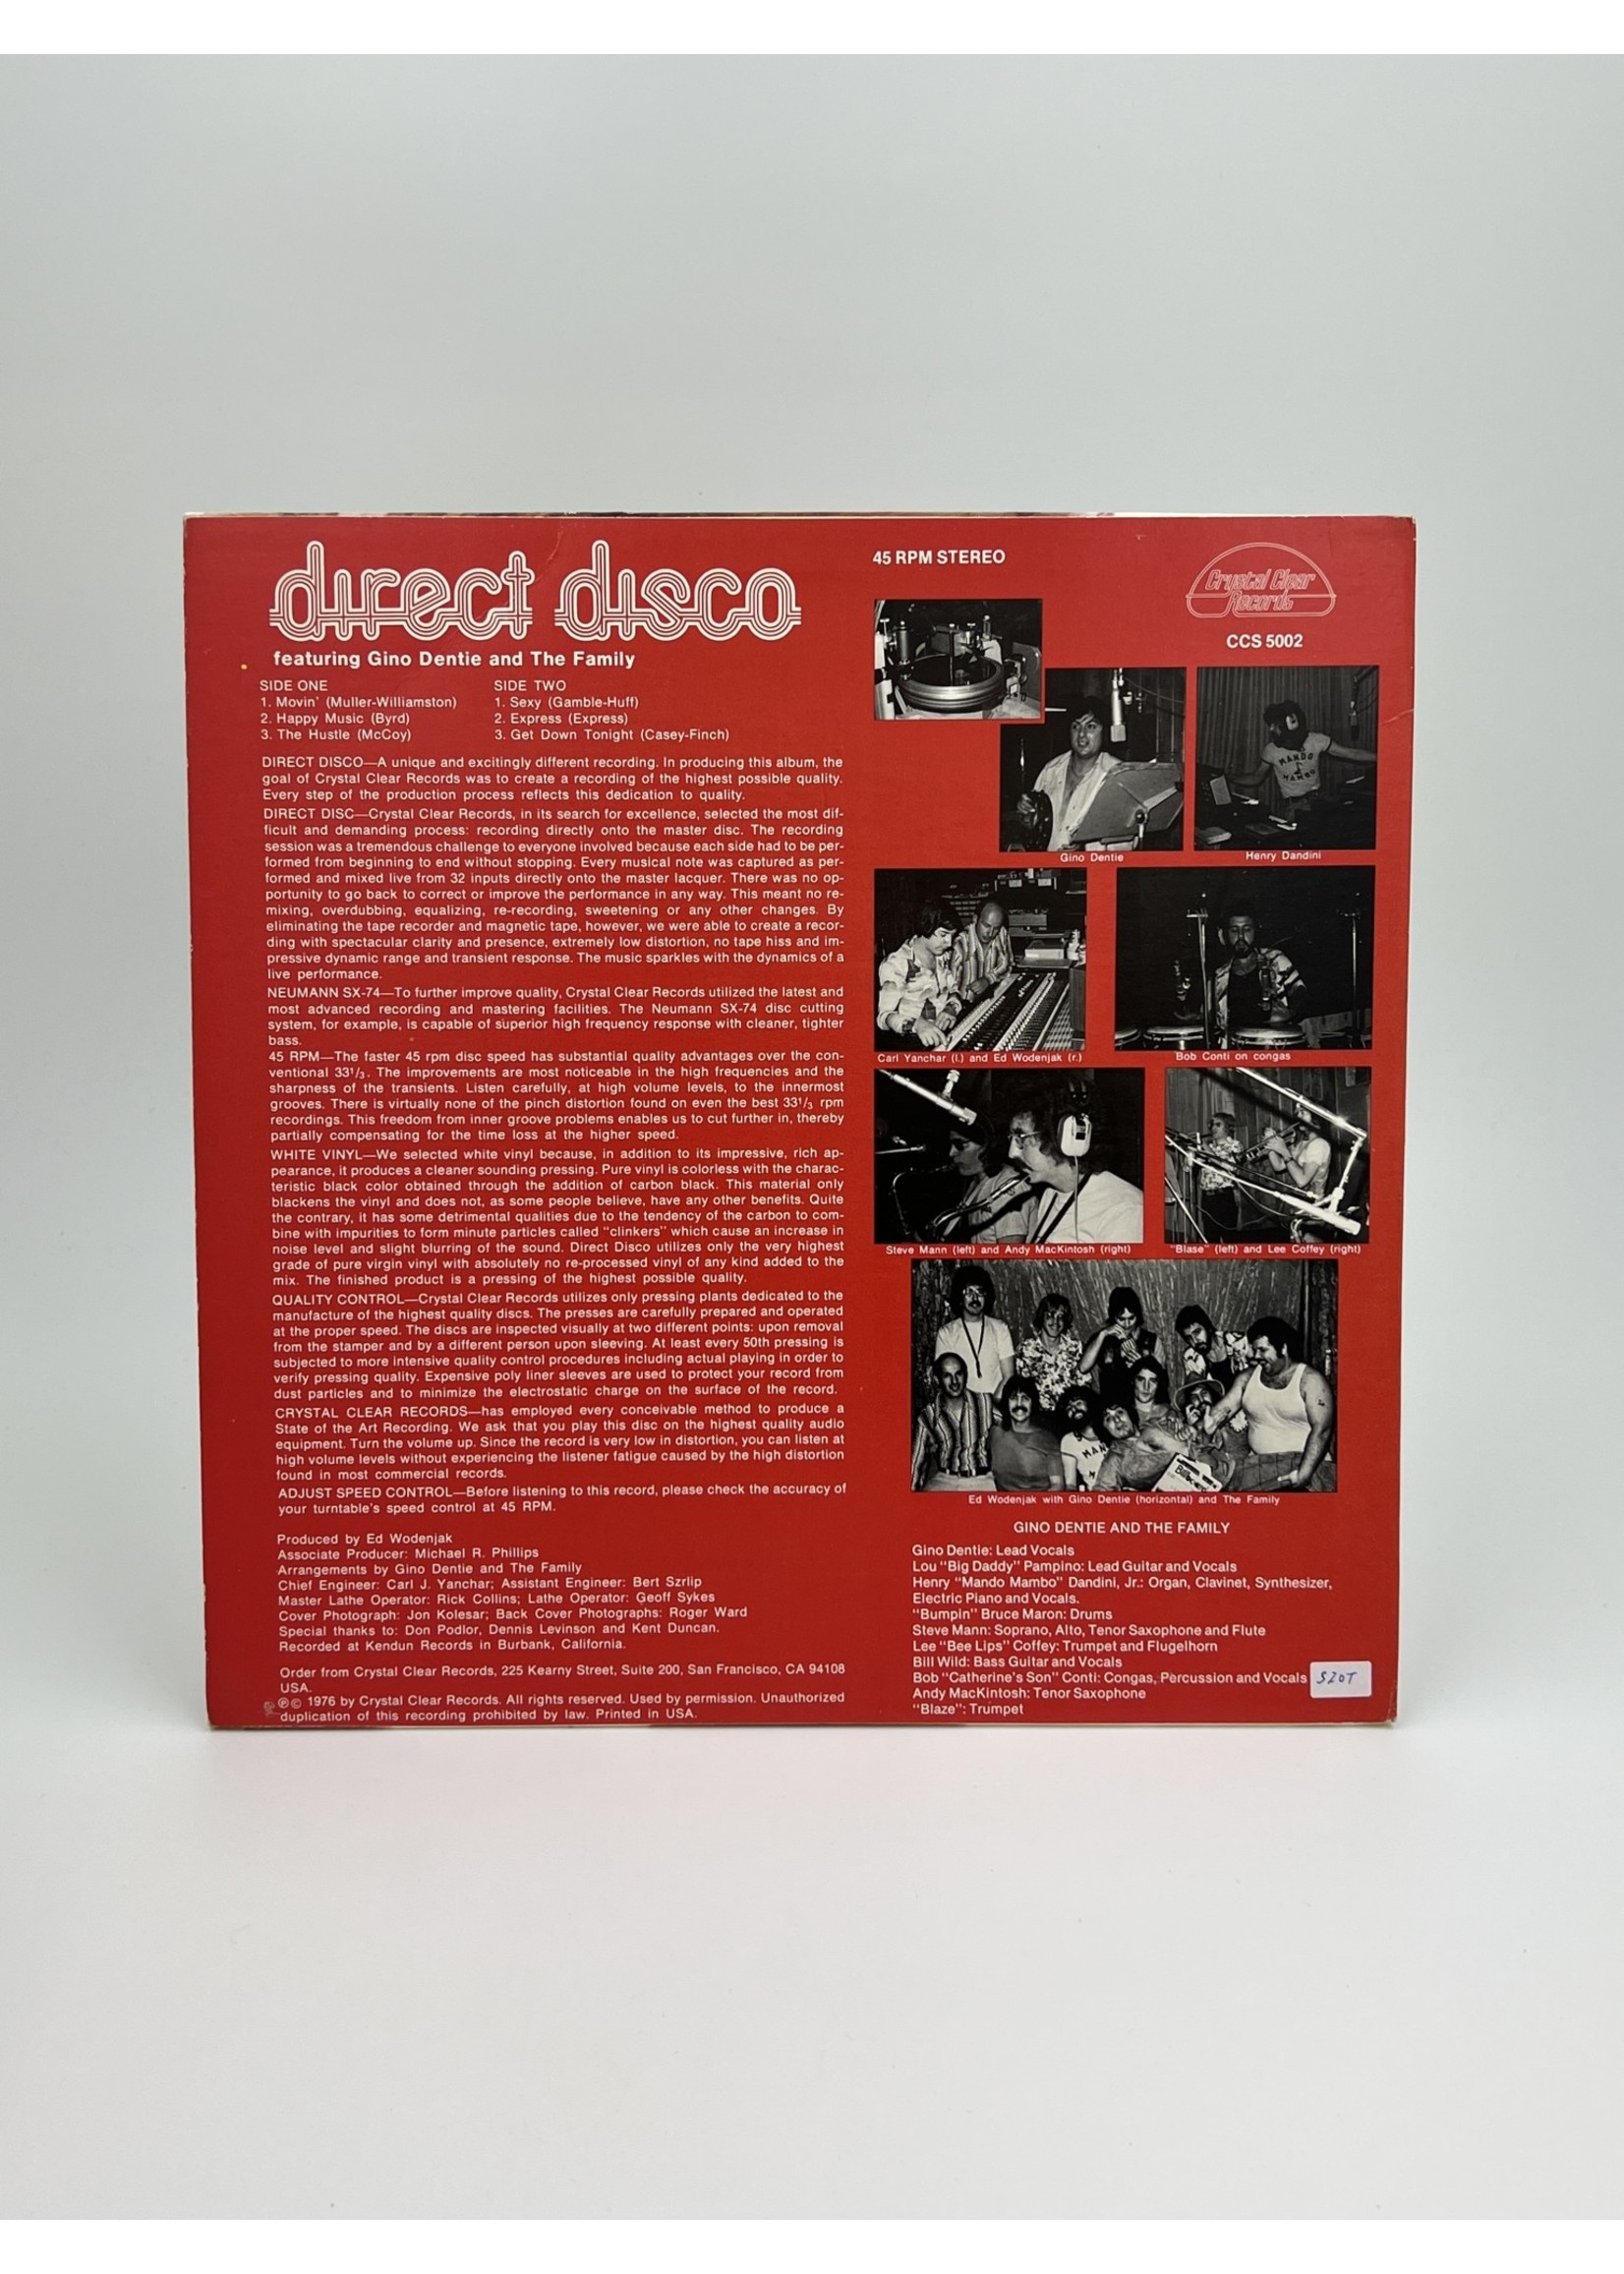 direct disco
featuring Gino Dentie and The Family
SIDE ONE
1. Movin' (Muller-Williamston)
2. Happy Music (Byrd)
3. The Hustle (McCoy)
SIDE TWO
1. Sexy (Gamble-Huff)
2. Express (Express)
3. Get Down Tonight (Casey-Finch)
DIRECT DISCO—A unique and excitingly different recording. In producing this album, the
goal of Crystal Clear Records was to create a recording of the highest possible quality.
Every step of the production process reflects this dedication to quality.
DIRECT DISC—Crystal Clear Records, in its search for excellence, selected the most dif-
ficult and demanding process: recording directly onto the master disc. The recording
session was a tremendous challenge to everyone involved because each side had to be per-
formed from beginning to end without stopping. Every musical note was captured as per-
formed and mixed live from 32 inputs directly onto the master lacquer. There was no op-
portunity to go back to correct or improve the performance in any way. This meant no re-
mixing, overdubbing, equalizing, re-recording, sweetening or any other changes. By
eliminating the tape recorder and magnetic tape, however, we were able to create a recor-
ding with spectacular clarity and presence, extremely low distortion, no tape hiss and im-
pressive dynamic range and transient response. The music sparkles with the dynamics of a
live performance.
NEUMANN SX-74—To further improve quality, Crystal Clear Records utilized the latest and
most advanced recording and mastering facilities. The Neumann SX-74 disc cutting
system, for example, is capable of superior high frequency response with cleaner, tighter
bass.
45 RPM—The faster 45 rpm disc speed has substantial quality advantages over the con-
ventional 33 1/3. The improvements are most noticeable in the high frequencies and the
sharpness of the transients. Listen carefully, at high volume levels, to the innermost
grooves. There is virtually none of the pinch distortion found on even the best 33 1/3 rpm
recordings. This freedom from inner groove problems enables us to cut further in, thereby
partially compensating for the time loss at the higher speed.
WHITE VINYL—We selected white vinyl because, in addition to its impressive, rich ap-
pearance, it produces a cleaner sounding pressing. Pure vinyl is colorless with the charac-
teristic black color obtained through the addition of carbon black. This material only
blackens the vinyl and does not, as some people believe, have any other benefits. Quite
the contrary, it has some detrimental qualities due to the tendency of the carbon to com-
bine with impurities to form minute particles called "clinkers" which cause an increase in
noise level and slight blurring of the sound. Direct Disco utilizes only the very highest
grade of pure virgin vinyl with absolutely no re-processed vinyl of any kind added to the
mix. The finished product is a pressing of the highest possible quality.
QUALITY CONTROL—Crystal Clear Records utilizes only pressing plants dedicated to the
manufacture of the highest quality discs. The presses are carefully prepared and operated
at the proper speed. The discs are inspected visually at two different points: upon removal
from the stamper and by a different person upon sleeving. At least every 50th pressing is
subjected to more intensive quality control procedures including actual playing in order to
verify pressing quality. Expensive poly liner sleeves are used to protect your record from
dust particles and to minimize the electrostatic charge on the surface of the record.
CRYSTAL CLEAR RECORDS—has employed every conceivable method to produce a
State of the Art Recording. We ask that you play this disc on the highest quality audio
equipment. Turn the volume up. Since the record is very low in distortion, you can listen at
high volume levels without experiencing the listener fatigue caused by the high distortion
found in most commercial records.
ADJUST SPEED CONTROL—Before listening to this record, please check the accuracy of
your turntable's speed control at 45 RPM.
Produced by Ed Wodenjak
Associate Producer: Michael R. Phillips
Arrangements by Gino Dentie and The Family
Chief Engineer: Carl J. Yanchar; Assistant Engineer: Bert Szrlip
Master Lathe Operator: Rick Collins; Lathe Operator: Geoff Sykes
Cover Photograph: Jon Kolesar; Back Cover Photographs: Roger Ward
Special thanks to: Don Podlor, Dennis Levinson and Kent Duncan.
Recorded at Kendun Records in Burbank, California.
Order from Crystal Clear Records, 225 Kearny Street, Suite 200, San Francisco, CA 94108
USA.
℗© 1976 by Crystal Clear Records. All rights reserved. Used by permission. Unauthorized
duplication of this recording prohibited by law. Printed in USA.
45 RPM STEREO
Crystal Clear
Records
CCS 5002
MANDO
MAMBO
Gino Dentie
Henry Dandini
Carl Yanchar (l.) and Ed Wodenjak (r.)
Bob Conti on congas
Steve Mann (left) and Andy MacKintosh (right)
"Blase" (left) and Lee Coffey (right)
MAN
Ed Wodenjak with Gino Dentie (horizontal) and The Family
GINO DENTIE AND THE FAMILY
Gino Dentie: Lead Vocals
Lou "Big Daddy" Pampino: Lead Guitar and Vocals
Henry "Mando Mambo" Dandini, Jr.: Organ, Clavinet, Synthesizer,
Electric Piano and Vocals.
"Bumpin" Bruce Maron: Drums
Steve Mann: Soprano, Alto, Tenor Saxophone and Flute
Lee "Bee Lips" Coffey: Trumpet and Flugelhorn
Bill Wild: Bass Guitar and Vocals
Bob "Catherine's Son" Conti: Congas, Percussion and Vocals
Andy MacKintosh: Tenor Saxophone
"Blaze": Trumpet